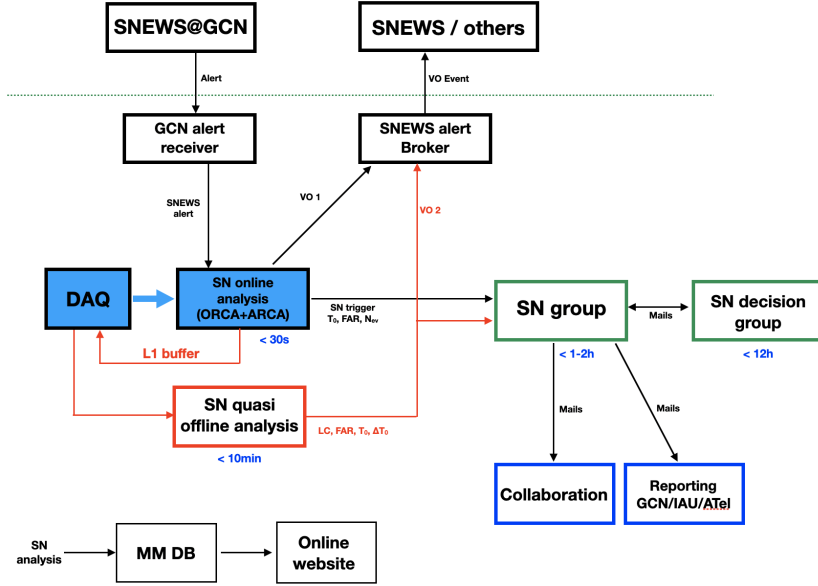 SNEWS@GCN
SNEWS / others
Alert
VO Event
GCN alert
receiver
SNEWS alert
Broker
SNEWS
alert
VO 1
VO 2
DAQ
SN online
analysis
(ORCA+ARCA)
SN trigger
T₀, FAR, Nₑᵥ
SN group
Mails
SN decision
group
L1 buffer
< 30s
< 1-2h
< 12h
SN quasi
offline analysis
LC, FAR, T₀, ΔT₀
< 10min
Mails
Mails
Collaboration
Reporting
GCN/IAU/ATel
SN
analysis
MM DB
Online
website